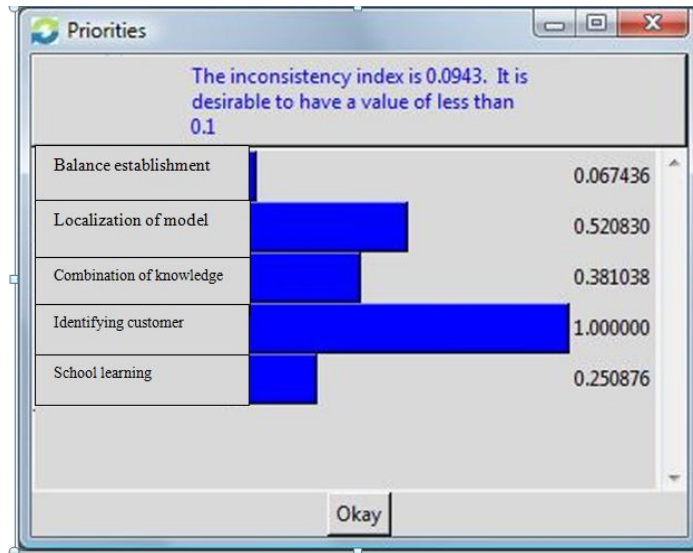 Priorities
The inconsistency index is 0.0943. It is
desirable to have a value of less than
0.1
Balance establishment 0.067436
Localization of model 0.520830
Combination of knowledge 0.381038
Identifying customer 1.000000
School learning 0.250876
Okay